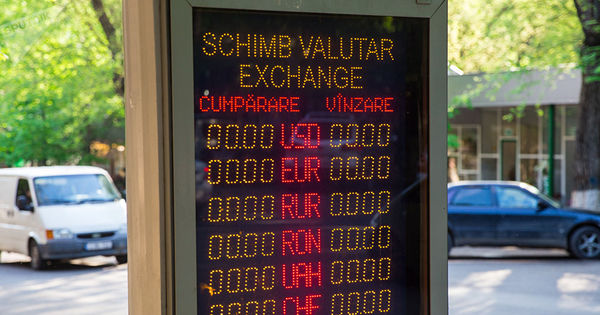 SCHIMB VALUTAR
EXCHANGE
CUMPĂRARE VÎNZARE
00.00 USD 00.00
00.00 EUR 00.00
00.00 RUR 00.00
00.00 RON 00.00
00.00 UAH 00.00
00.00 CHF 00.00